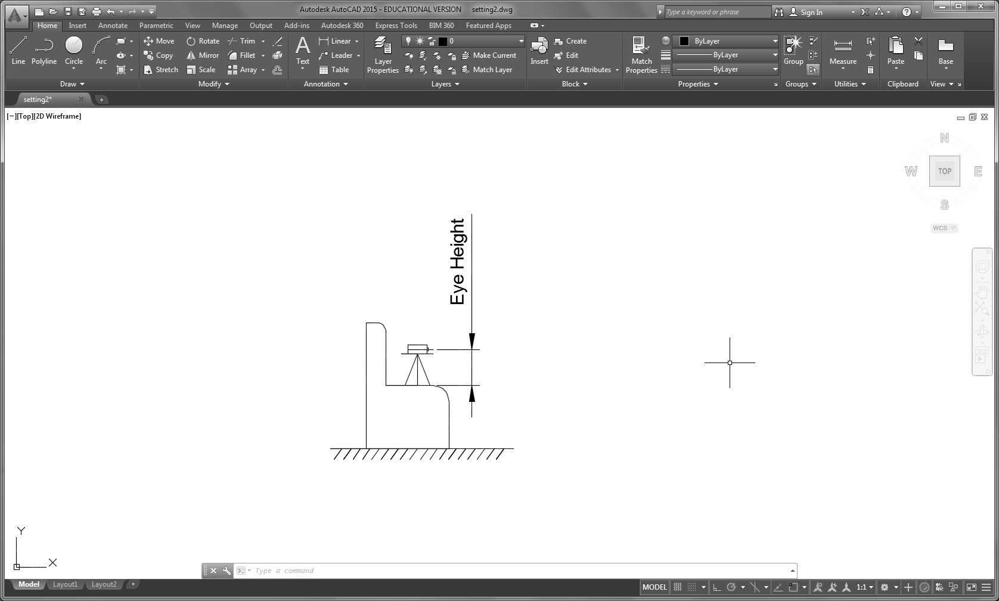 Autodesk AutoCAD 2015 - EDUCATIONAL VERSION setting2.dwg
Type a keyword or phrase
Sign In
Home Insert Annotate Parametric View Manage Output Add-ins Autodesk 360 Express Tools BIM 360 Featured Apps
Line Polyline Circle Arc
Draw
Move Rotate Trim
Copy Mirror Fillet
Stretch Scale Array
Modify
Text
Linear
Leader
Table
Annotation
Layer Properties
0
Make Current
Match Layer
Layers
Insert
Create
Edit
Edit Attributes
Block
Match Properties
ByLayer
ByLayer
ByLayer
Properties
Group
Groups
Measure
Utilities
Paste
Clipboard
Base
View
setting2*
[−][Top][2D Wireframe]
N
W TOP E
S
WCS
Eye Height
Y
X
Type a command
Model Layout1 Layout2
MODEL 1:1